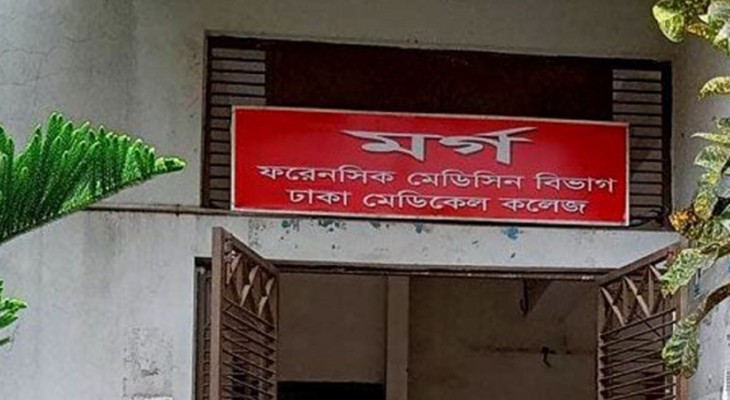 মর্গ
ফরেনসিক মেডিসিন বিভাগ
ঢাকা মেডিকেল কলেজ